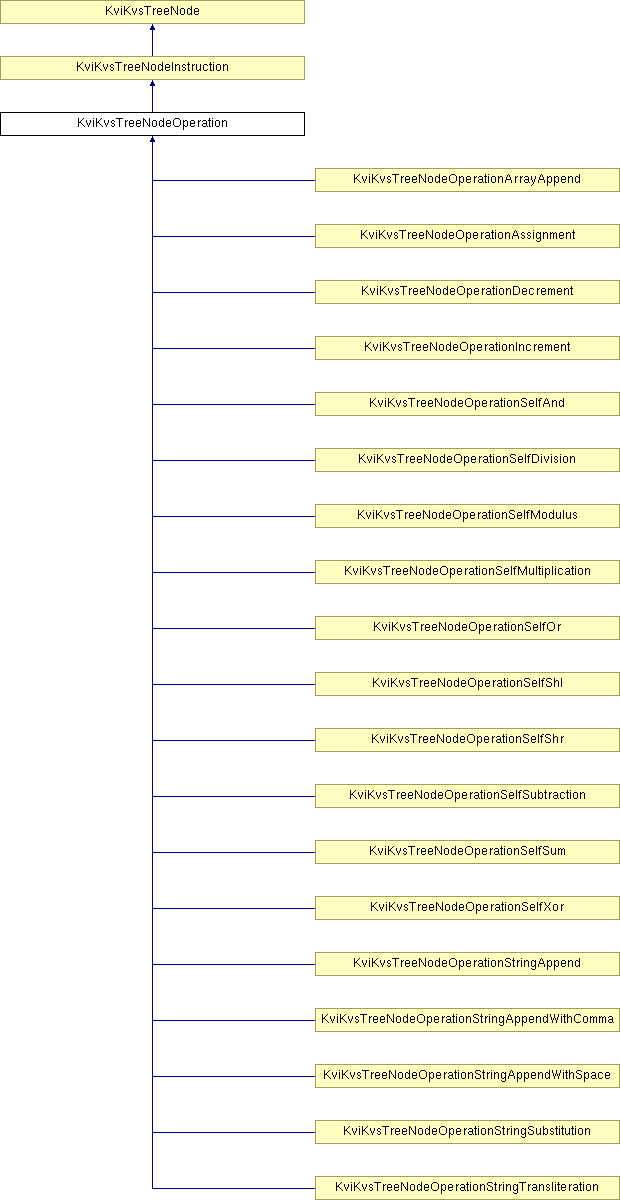 KviKvsTreeNode
KviKvsTreeNodeInstruction
KviKvsTreeNodeOperation
KviKvsTreeNodeOperationArrayAppend
KviKvsTreeNodeOperationAssignment
KviKvsTreeNodeOperationDecrement
KviKvsTreeNodeOperationIncrement
KviKvsTreeNodeOperationSelfAnd
KviKvsTreeNodeOperationSelfDivision
KviKvsTreeNodeOperationSelfModulus
KviKvsTreeNodeOperationSelfMultiplication
KviKvsTreeNodeOperationSelfOr
KviKvsTreeNodeOperationSelfShl
KviKvsTreeNodeOperationSelfShr
KviKvsTreeNodeOperationSelfSubtraction
KviKvsTreeNodeOperationSelfSum
KviKvsTreeNodeOperationSelfXor
KviKvsTreeNodeOperationStringAppend
KviKvsTreeNodeOperationStringAppendWithComma
KviKvsTreeNodeOperationStringAppendWithSpace
KviKvsTreeNodeOperationStringSubstitution
KviKvsTreeNodeOperationStringTransliteration